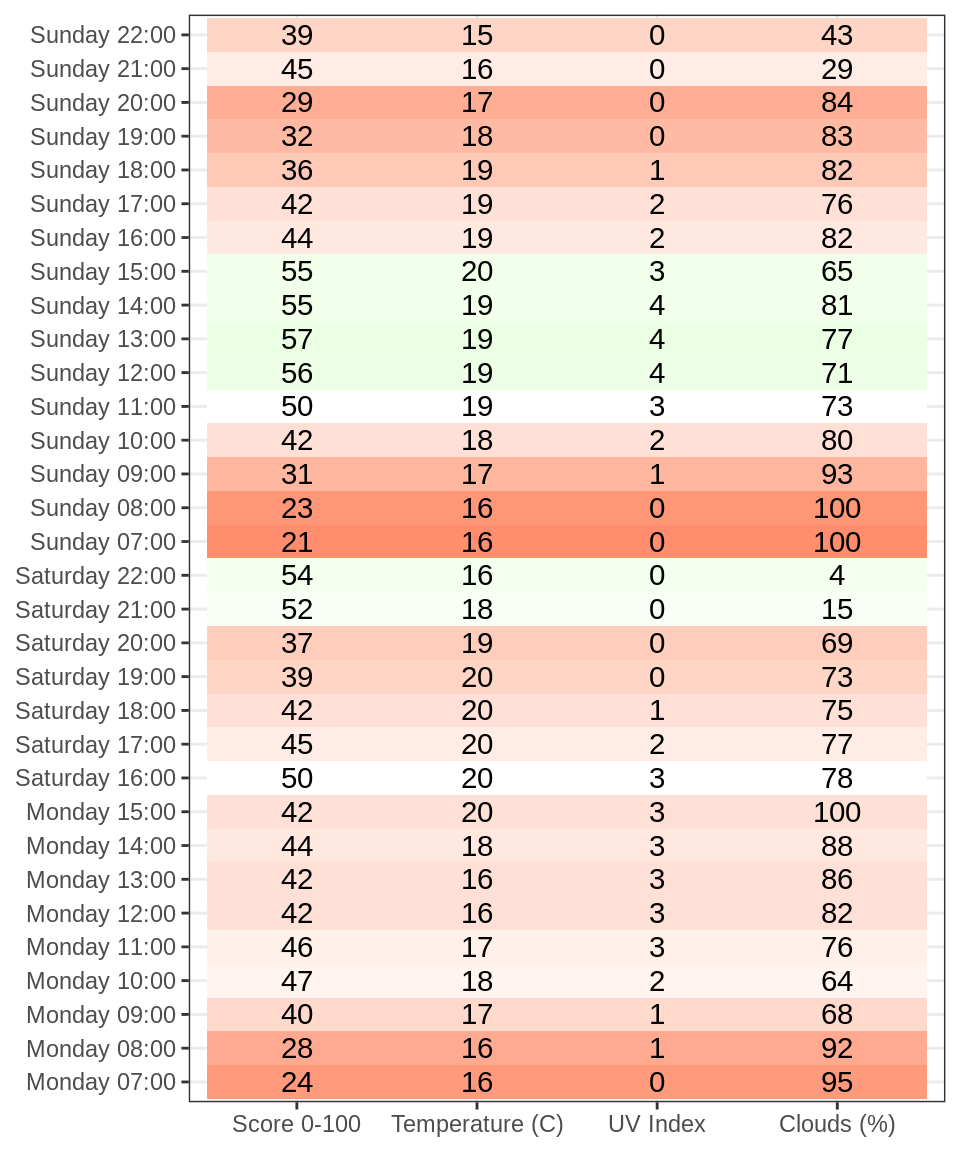 Sunday 22:00 39 15 0 43
Sunday 21:00 45 16 0 29
Sunday 20:00 29 17 0 84
Sunday 19:00 32 18 0 83
Sunday 18:00 36 19 1 82
Sunday 17:00 42 19 2 76
Sunday 16:00 44 19 2 82
Sunday 15:00 55 20 3 65
Sunday 14:00 55 19 4 81
Sunday 13:00 57 19 4 77
Sunday 12:00 56 19 4 71
Sunday 11:00 50 19 3 73
Sunday 10:00 42 18 2 80
Sunday 09:00 31 17 1 93
Sunday 08:00 23 16 0 100
Sunday 07:00 21 16 0 100
Saturday 22:00 54 16 0 4
Saturday 21:00 52 18 0 15
Saturday 20:00 37 19 0 69
Saturday 19:00 39 20 0 73
Saturday 18:00 42 20 1 75
Saturday 17:00 45 20 2 77
Saturday 16:00 50 20 3 78
Monday 15:00 42 20 3 100
Monday 14:00 44 18 3 88
Monday 13:00 42 16 3 86
Monday 12:00 42 16 3 82
Monday 11:00 46 17 3 76
Monday 10:00 47 18 2 64
Monday 09:00 40 17 1 68
Monday 08:00 28 16 1 92
Monday 07:00 24 16 0 95
Score 0-100 Temperature (C) UV Index Clouds (%)